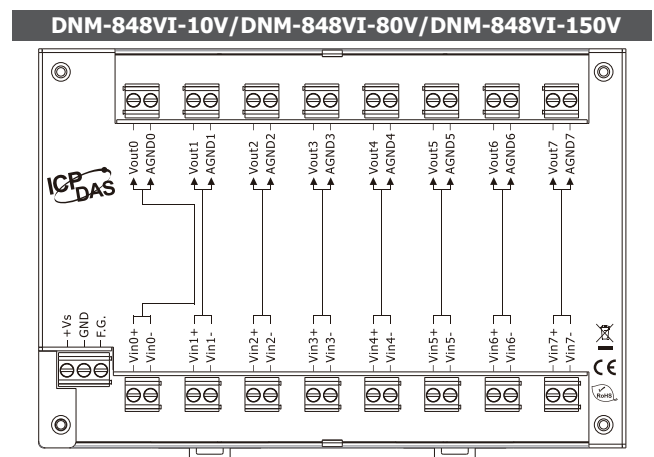 DNM-848VI-10V/DNM-848VI-80V/DNM-848VI-150V
Vout0
AGND0
Vout1
AGND1
Vout2
AGND2
Vout3
AGND3
Vout4
AGND4
Vout5
AGND5
Vout6
AGND6
Vout7
AGND7
ICP DAS
+Vs
GND
F.G.
Vin0+
Vin0-
Vin1+
Vin1-
Vin2+
Vin2-
Vin3+
Vin3-
Vin4+
Vin4-
Vin5+
Vin5-
Vin6+
Vin6-
Vin7+
Vin7-
CE
RoHS